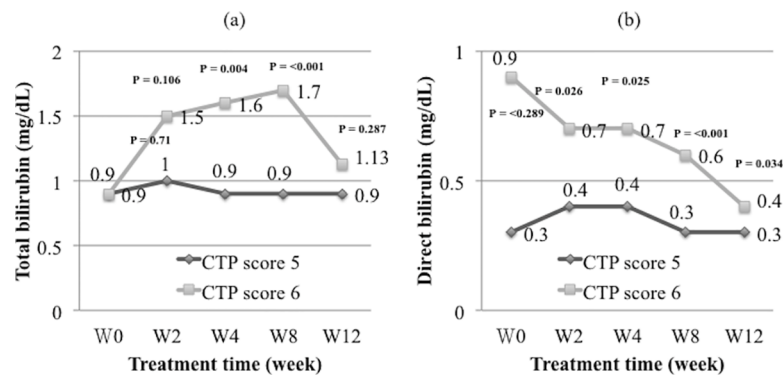 (a)
Total bilirubin (mg/dL)
2
1.5
1
0.5
0
P = 0.106
P = 0.004
P = <0.001
P = 0.71
P = 0.287
0.9
1.5
1.6
1.7
1.13
0.9
1
0.9
0.9
0.9
CTP score 5
CTP score 6
W0 W2 W4 W8 W12
Treatment time (week)
(b)
Direct bilirubin (mg/dL)
1
0.5
0
P = <0.289
P = 0.026
P = 0.025
P = <0.001
P = 0.034
0.9
0.7
0.7
0.6
0.4
0.3
0.4
0.4
0.3
0.3
CTP score 5
CTP score 6
W0 W2 W4 W8 W12
Treatment time (week)